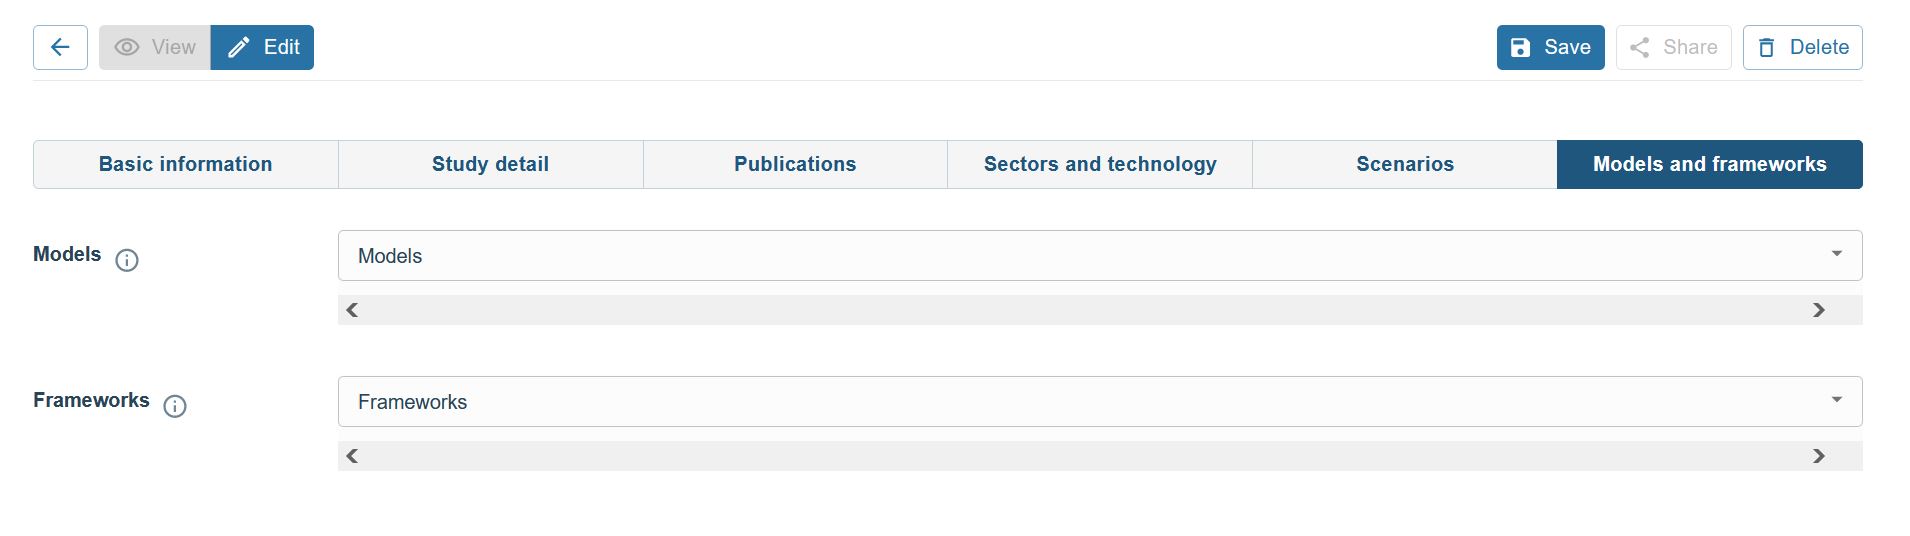 View Edit Save Share Delete
Basic information Study detail Publications Sectors and technology Scenarios Models and frameworks
Models Models
Frameworks Frameworks